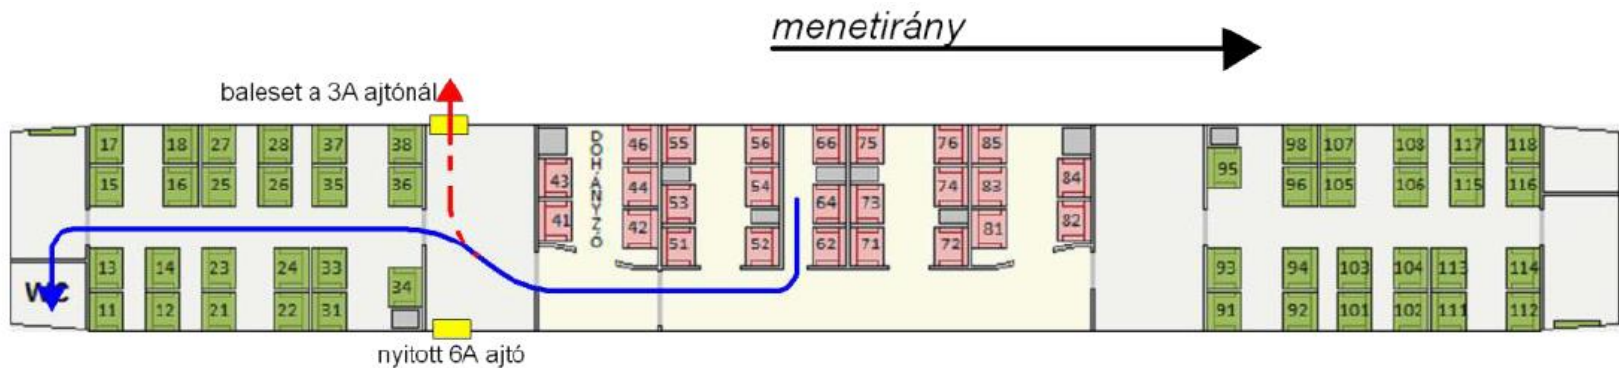 menetirány
baleset a 3A ajtónál
17 18 27 28 37 38 46 55 56 66 75 76 85 98 107 108 117 118
43 84 95
15 16 25 26 35 36 44 54 74 83 96 105 106 115 116
DOHÁNYZÓ
41 42 53 64 73 81 82
51 52 62 71 72
13 14 23 24 33 34 93 94 103 104 113 114
WC
11 12 21 22 31 91 92 101 102 111 112
nyitott 6A ajtó